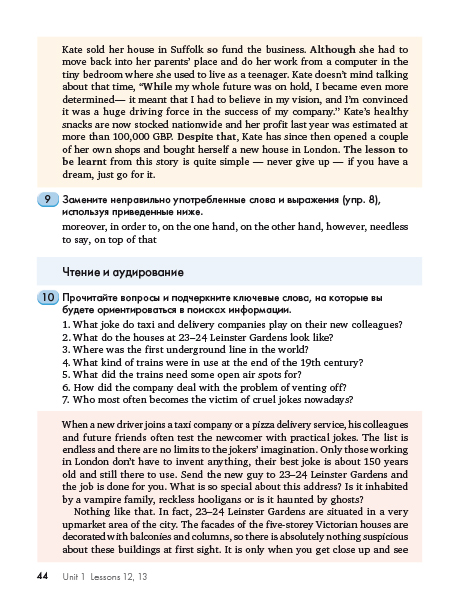 Kate sold her house in Suffolk so fund the business. Although she had to
move back into her parents' place and do her work from a computer in the
tiny bedroom where she used to live as a teenager. Kate doesn't mind talking
about that time, "While my whole future was on hold, I became even more
determined— it meant that I had to believe in my vision, and I'm convinced
it was a huge driving force in the success of my company." Kate's healthy
snacks are now stocked nationwide and her profit last year was estimated at
more than 100,000 GBP. Despite that, Kate has since then opened a couple
of her own shops and bought herself a new house in London. The lesson to
be learnt from this story is quite simple — never give up — if you have a
dream, just go for it.
9 Замените неправильно употребленные слова и выражения (упр. 8),
используя приведенные ниже.
moreover, in order to, on the one hand, on the other hand, however, needless
to say, on top of that
Чтение и аудирование
10 Прочитайте вопросы и подчеркните ключевые слова, на которые вы
будете ориентироваться в поисках информации.
1. What joke do taxi and delivery companies play on their new colleagues?
2. What do the houses at 23–24 Leinster Gardens look like?
3. Where was the first underground line in the world?
4. What kind of trains were in use at the end of the 19th century?
5. What did the trains need some open air spots for?
6. How did the company deal with the problem of venting off?
7. Who most often becomes the victim of cruel jokes nowadays?
When a new driver joins a taxi company or a pizza delivery service, his colleagues
and future friends often test the newcomer with practical jokes. The list is
endless and there are no limits to the jokers' imagination. Only those working
in London don't have to invent anything, their best joke is about 150 years
old and still there to use. Send the new guy to 23–24 Leinster Gardens and
the job is done for you. What is so special about this address? Is it inhabited
by a vampire family, reckless hooligans or is it haunted by ghosts?
Nothing like that. In fact, 23–24 Leinster Gardens are situated in a very
upmarket area of the city. The facades of the five-storey Victorian houses are
decorated with balconies and columns, so there is absolutely nothing suspicious
about these buildings at first sight. It is only when you get close up and see
44 Unit 1 Lessons 12, 13